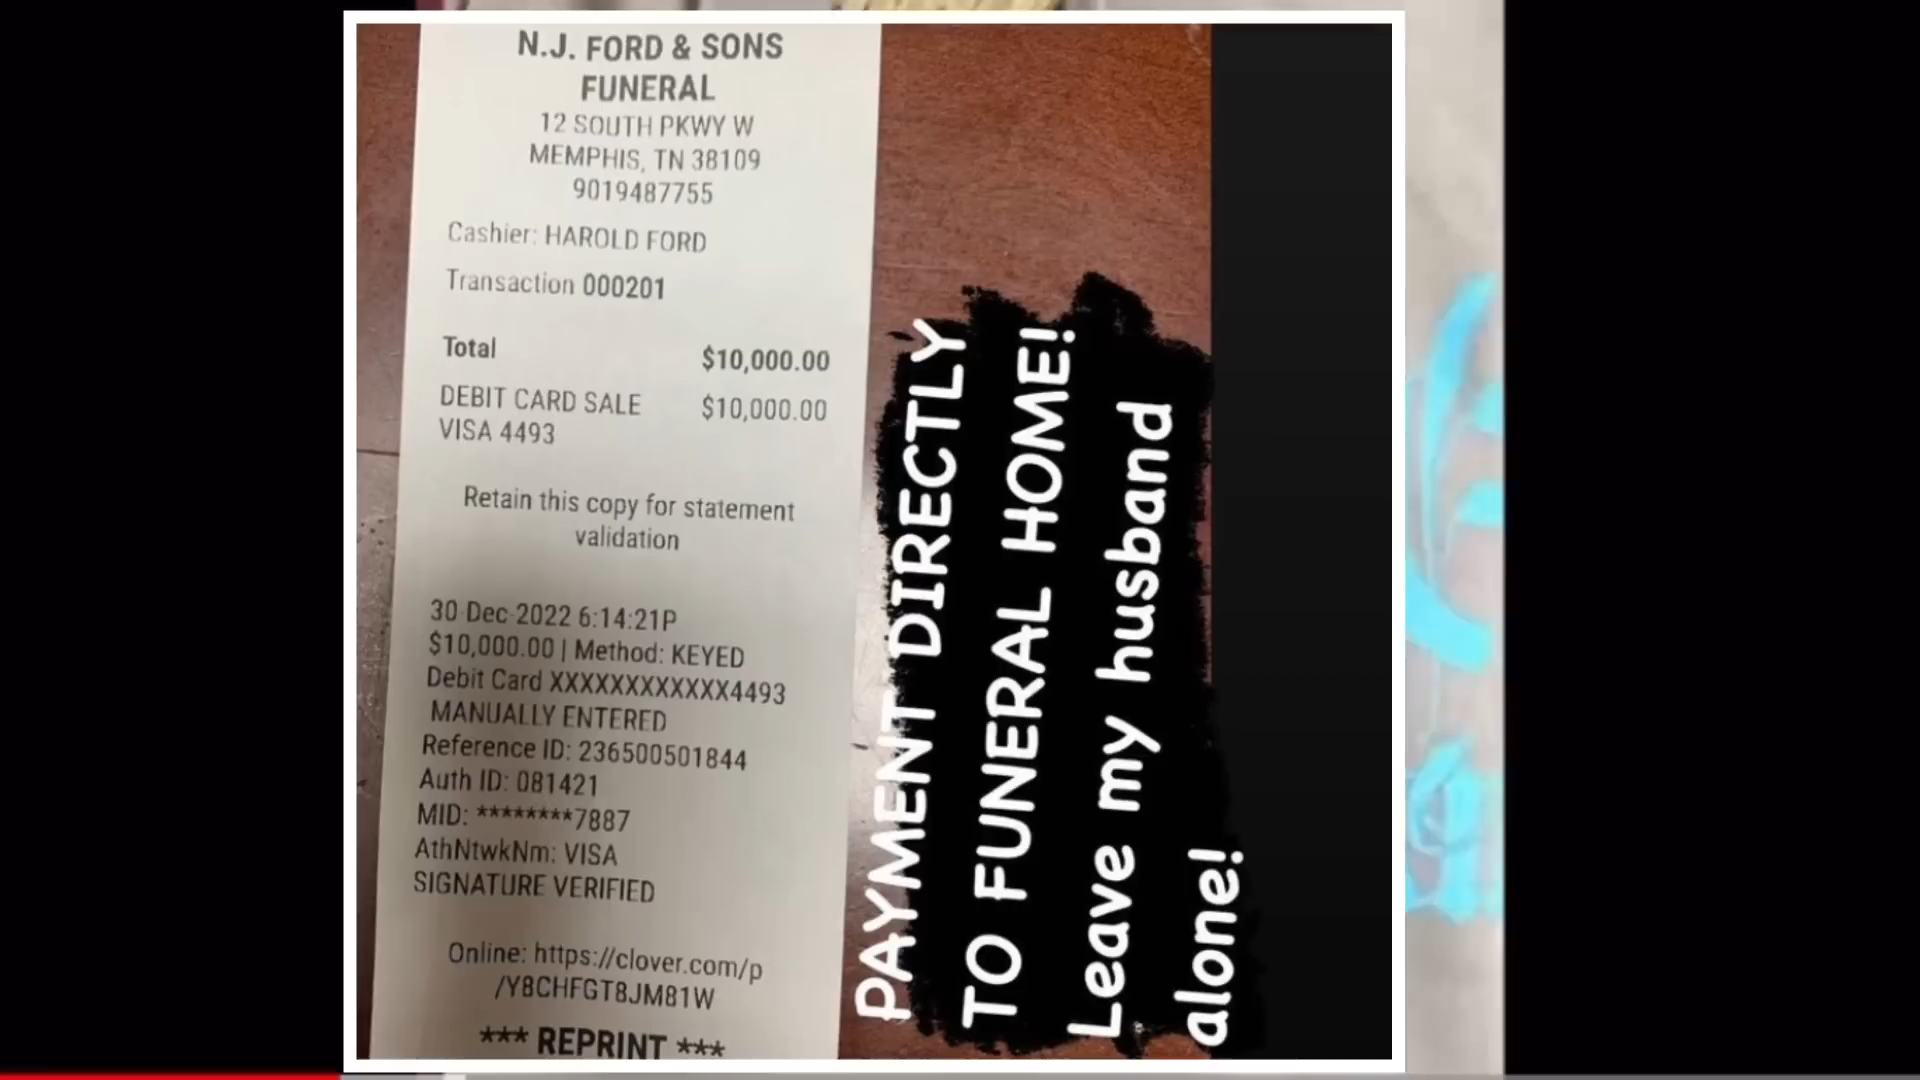 N.J. FORD & SONS
FUNERAL
12 SOUTH PKWY W
MEMPHIS, TN 38109
9019487755
Cashier: HAROLD FORD
Transaction 000201
Total $10,000.00
DEBIT CARD SALE $10,000.00
VISA 4493
Retain this copy for statement
validation
30-Dec-2022 6:14:21P
$10,000.00 | Method: KEYED
Debit Card XXXXXXXXXXXX4493
MANUALLY ENTERED
Reference ID: 236500501844
Auth ID: 081421
MID: ********7887
AthNtwkNm: VISA
SIGNATURE VERIFIED
Online: https://clover.com/p
/Y8CHFGT8JM81W
*** REPRINT ***
PAYMENT DIRECTLY
TO FUNERAL HOME!
Leave my husband
alone!